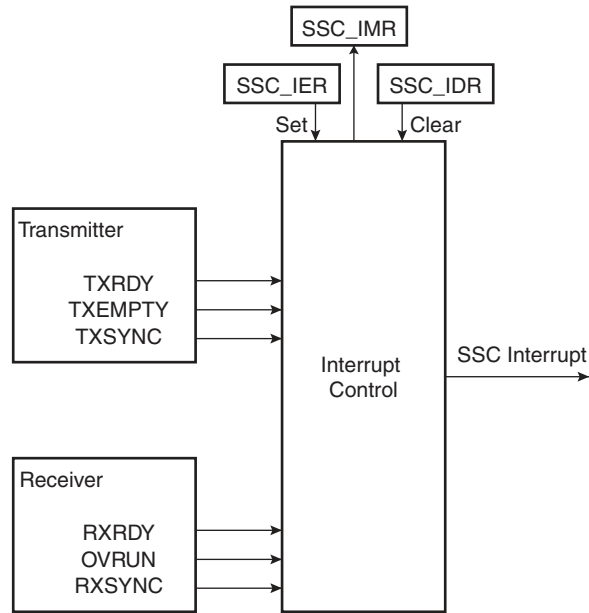 SSC_IMR
SSC_IER
SSC_IDR
Set
Clear
Transmitter
TXRDY
TXEMPTY
TXSYNC
Interrupt
Control
SSC Interrupt
Receiver
RXRDY
OVRUN
RXSYNC